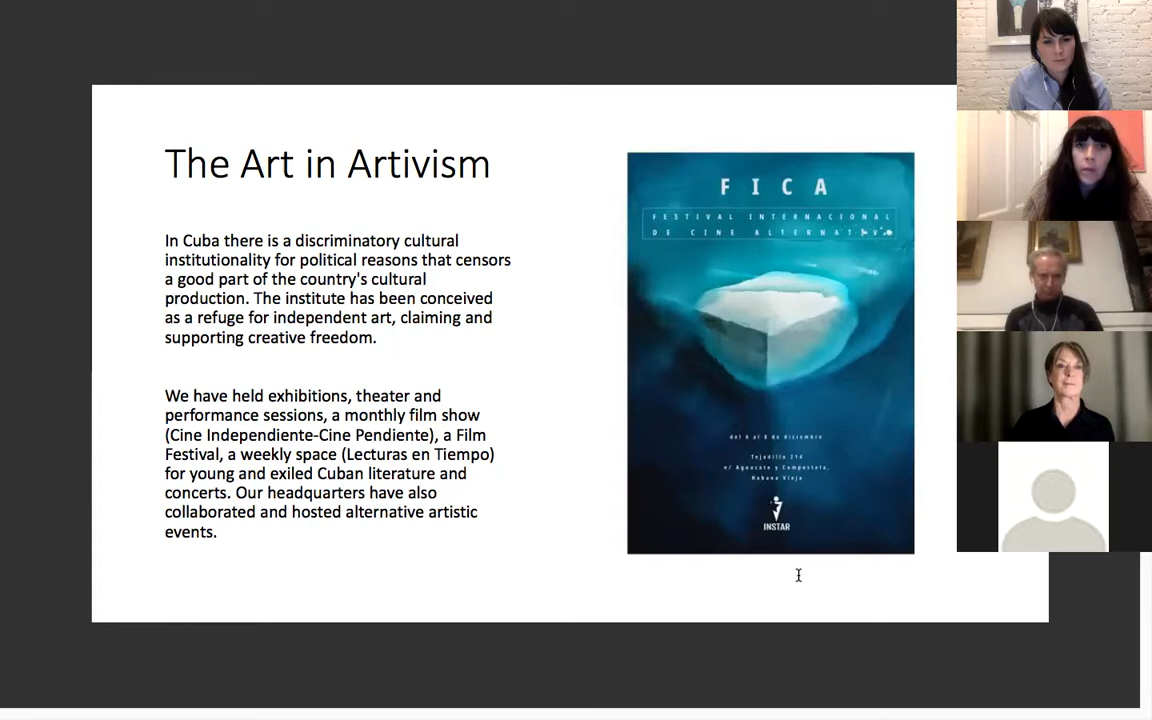 The Art in Artivism
In Cuba there is a discriminatory cultural
institutionality for political reasons that censors
a good part of the country's cultural
production. The institute has been conceived
as a refuge for independent art, claiming and
supporting creative freedom.
We have held exhibitions, theater and
performance sessions, a monthly film show
(Cine Independiente-Cine Pendiente), a Film
Festival, a weekly space (Lecturas en Tiempo)
for young and exiled Cuban literature and
concerts. Our headquarters have also
collaborated and hosted alternative artistic
events.
FICA
FESTIVAL INTERNACIONAL
DE CINE ALTERNATIVO
del 6 al 8 de diciembre
Tejadillo 214
e/ Aguacate y Compostela,
Habana Vieja
INSTAR